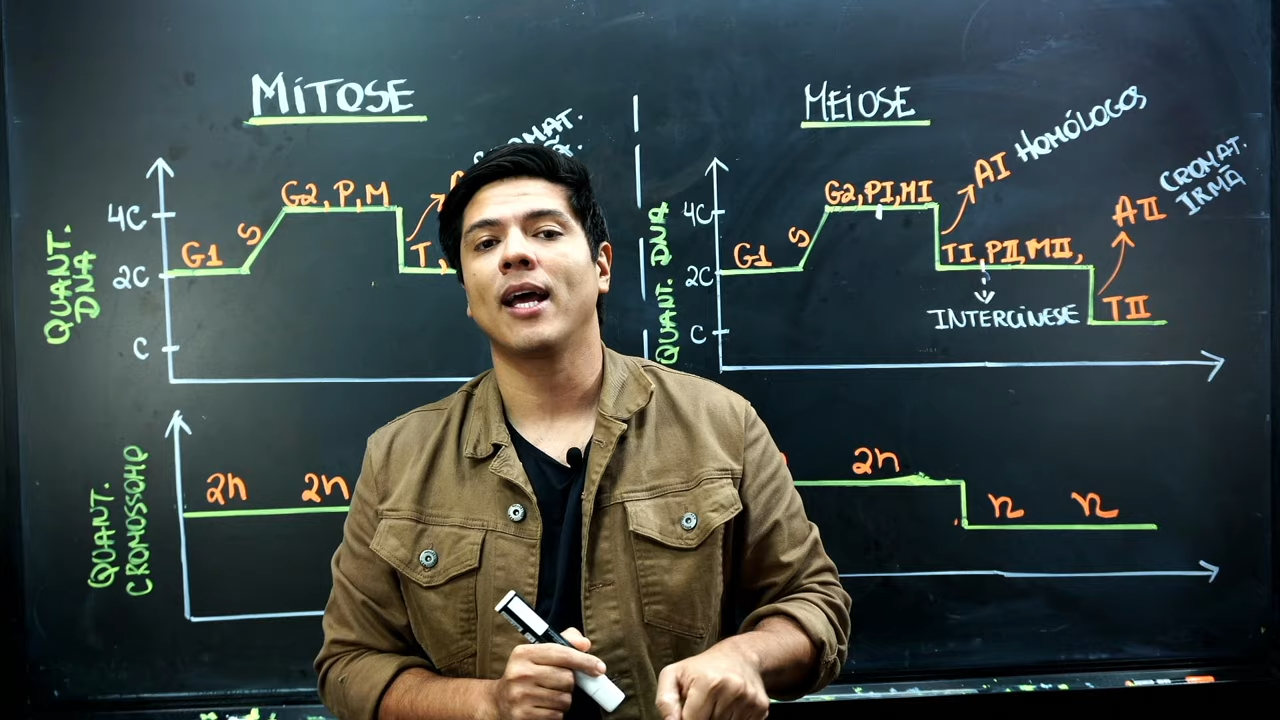 MITOSE
4C
2C
C
QUANT.
DNA
G1
S
G2,P,M
T,
QUANT.
CROMOSSOMO
2n
2n
MEIOSE
QUANT. DNA
4C
2C
C
G1
S
G2,PI,MI
AI HOMÓLOGOS
TI,PII,MII,
INTERCINESE
AII
CROMAT.
IRMÃ
TII
2n
n
n